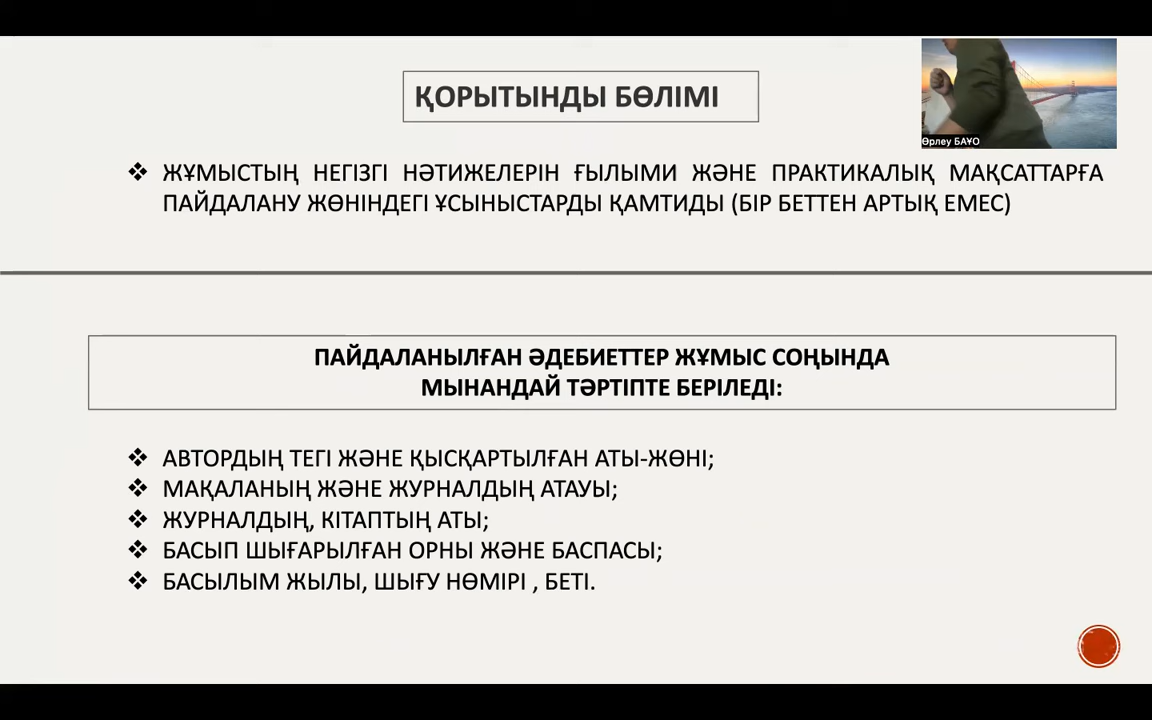 ҚОРЫТЫНДЫ БӨЛІМІ
Өрлеу БАҰО
❖ ЖҰМЫСТЫҢ НЕГІЗГІ НӘТИЖЕЛЕРІН ҒЫЛЫМИ ЖӘНЕ ПРАКТИКАЛЫҚ МАҚСАТТАРҒА
ПАЙДАЛАНУ ЖӨНІНДЕГІ ҰСЫНЫСТАРДЫ ҚАМТИДЫ (БІР БЕТТЕН АРТЫҚ ЕМЕС)
ПАЙДАЛАНЫЛҒАН ӘДЕБИЕТТЕР ЖҰМЫС СОҢЫНДА
МЫНАНДАЙ ТӘРТІПТЕ БЕРІЛЕДІ:
❖ АВТОРДЫҢ ТЕГІ ЖӘНЕ ҚЫСҚАРТЫЛҒАН АТЫ-ЖӨНІ;
❖ МАҚАЛАНЫҢ ЖӘНЕ ЖУРНАЛДЫҢ АТАУЫ;
❖ ЖУРНАЛДЫҢ, КІТАПТЫҢ АТЫ;
❖ БАСЫП ШЫҒАРЫЛҒАН ОРНЫ ЖӘНЕ БАСПАСЫ;
❖ БАСЫЛЫМ ЖЫЛЫ, ШЫҒУ НӨМІРІ , БЕТІ.